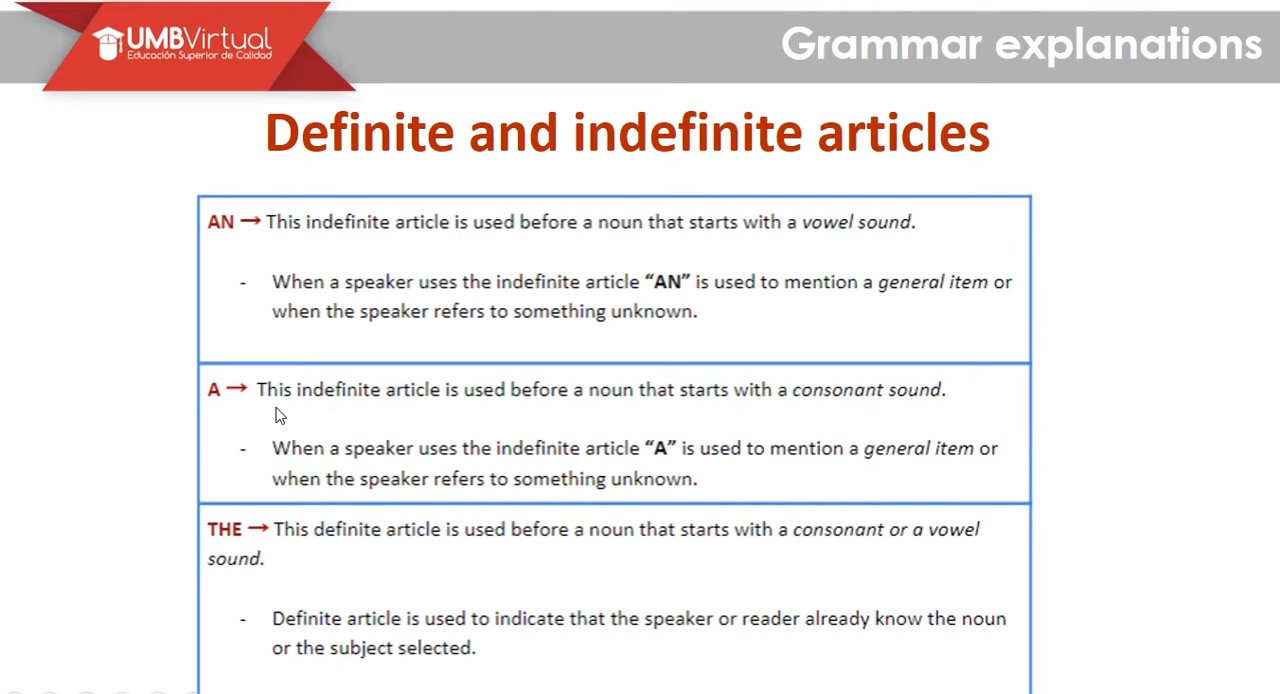 UMBVirtual
Educación Superior de Calidad
Grammar explanations
Definite and indefinite articles
AN → This indefinite article is used before a noun that starts with a vowel sound.
- When a speaker uses the indefinite article “AN” is used to mention a general item or
when the speaker refers to something unknown.
A → This indefinite article is used before a noun that starts with a consonant sound.
- When a speaker uses the indefinite article “A” is used to mention a general item or
when the speaker refers to something unknown.
THE → This definite article is used before a noun that starts with a consonant or a vowel
sound.
- Definite article is used to indicate that the speaker or reader already know the noun
or the subject selected.